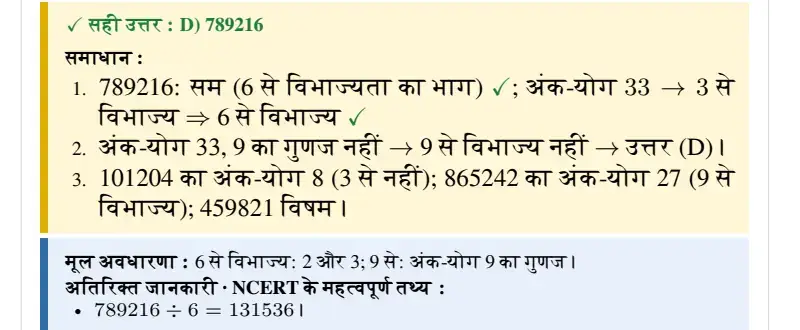 ✓ सही उत्तर : D) 789216
समाधान :
1. 789216: सम (6 से विभाज्यता का भाग) ✓; अंक-योग 33 → 3 से
विभाज्य ⇒ 6 से विभाज्य ✓
2. अंक-योग 33, 9 का गुणज नहीं → 9 से विभाज्य नहीं → उत्तर (D)।
3. 101204 का अंक-योग 8 (3 से नहीं); 865242 का अंक-योग 27 (9 से
विभाज्य); 459821 विषम।
मूल अवधारणा : 6 से विभाज्य: 2 और 3; 9 से: अंक-योग 9 का गुणज।
अतिरिक्त जानकारी · NCERT के महत्वपूर्ण तथ्य :
• 789216 ÷ 6 = 131536।